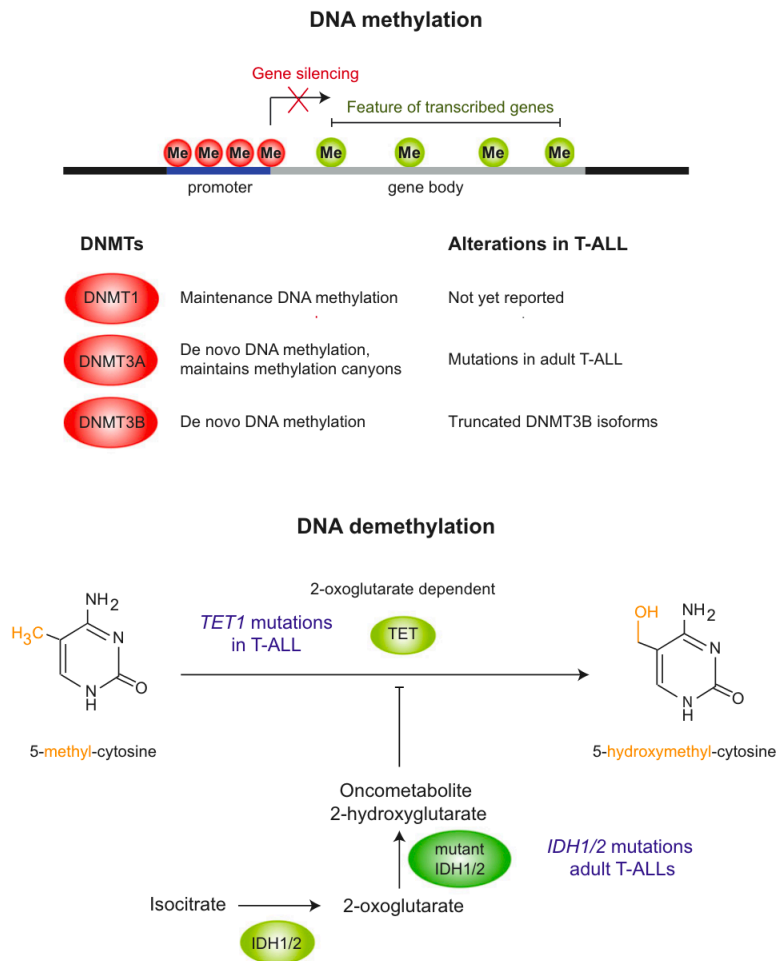 DNA methylation
Gene silencing
Feature of transcribed genes
Me Me Me Me Me Me Me Me
promoter gene body
DNMTs Alterations in T-ALL
DNMT1 Maintenance DNA methylation Not yet reported
DNMT3A De novo DNA methylation, maintains methylation canyons Mutations in adult T-ALL
DNMT3B De novo DNA methylation Truncated DNMT3B isoforms
DNA demethylation
2-oxoglutarate dependent
TET1 mutations
in T-ALL
TET
H3C NH2 N N H O
OH NH2 N N H O
5-methyl-cytosine
5-hydroxymethyl-cytosine
Oncometabolite
2-hydroxyglutarate
mutant
IDH1/2
IDH1/2 mutations
adult T-ALLs
Isocitrate 2-oxoglutarate
IDH1/2